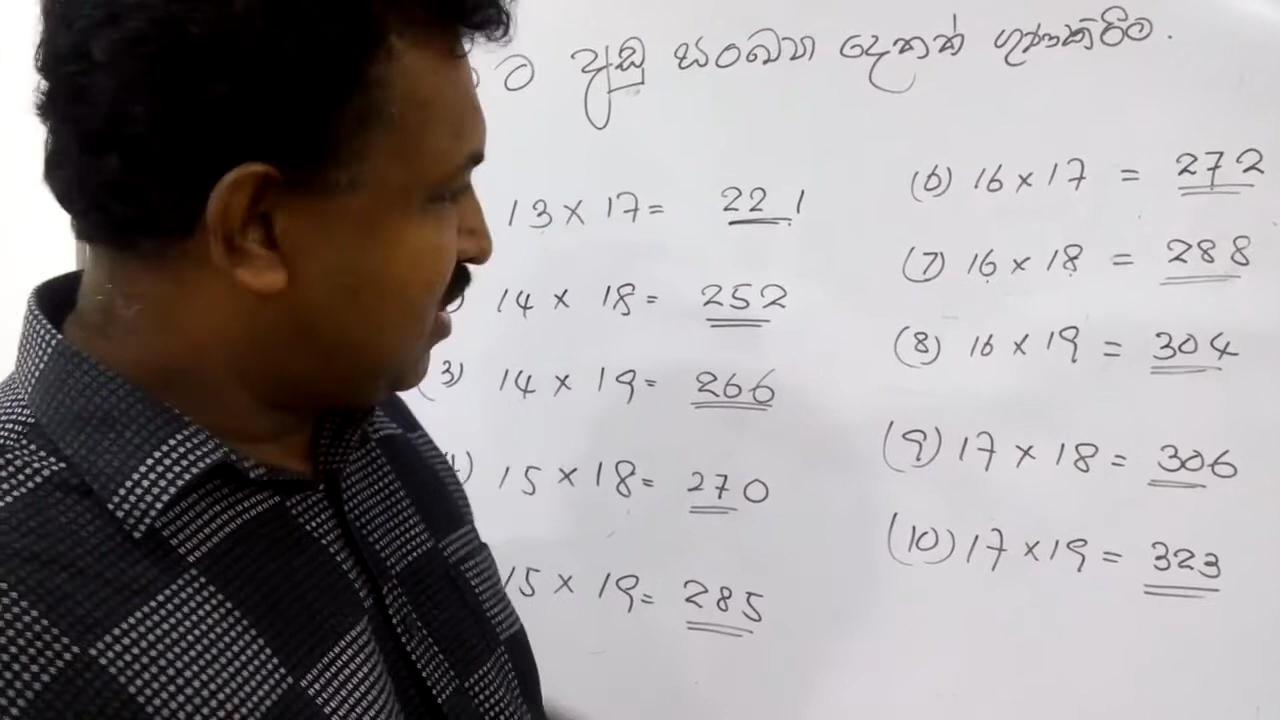 ට අඩු සංඛ්‍යා දෙකක් ගුණකිරීම.
13 × 17 = 221
14 × 18 = 252
3) 14 × 19 = 266
15 × 18 = 270
15 × 19 = 285
(6) 16 × 17 = 272
(7) 16 × 18 = 288
(8) 16 × 19 = 304
(9) 17 × 18 = 306
(10) 17 × 19 = 323